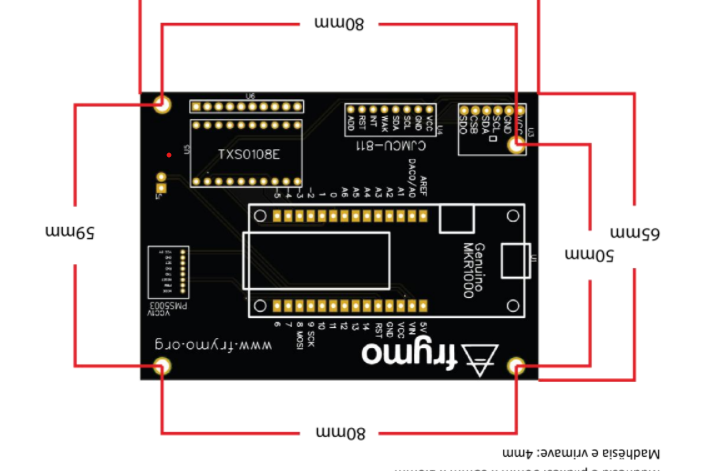 Madhësia e vrimave: 4mm
80mm
frymo
www.frymo.org
5V
VIN
VCC
GND
RST
14
13
12
11
10
9 SCK
8 MOSI
7
6
PMS5003
VCC1V
50mm
65mm
59mm
Genuino
MKR1000
U1
AREF
DAC0/A0
A1
A2
A3
A4
A5
A6
0
1
~2
~3
~4
~5
TXS0108E
CJMCU-811
U4
VCC
GND
SCL
SDA
WAK
INT
RST
ADD
U3
VCC
GND
SCL
SDA
CSB
SDO
U6
80mm